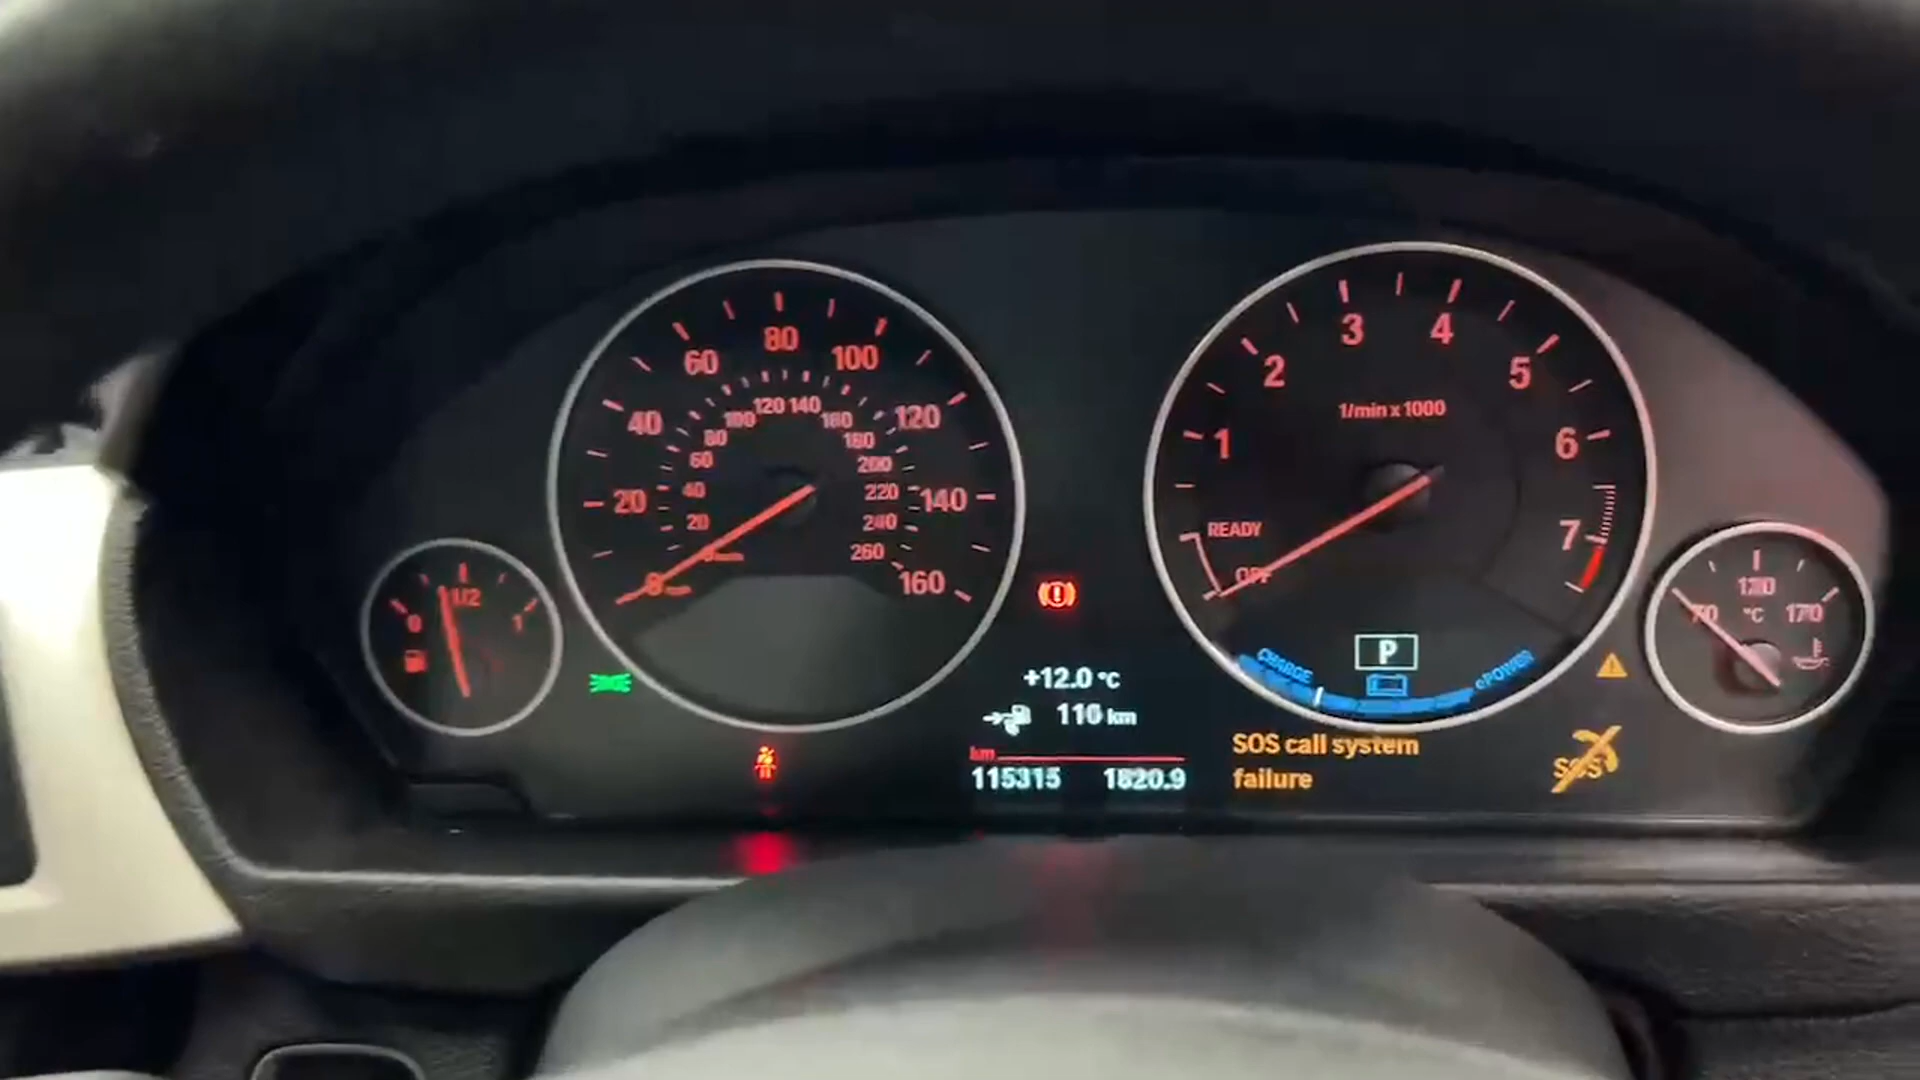 20
40
60
80
100
120
140
160
20
40
60
80
100
120
140
160
180
200
220
240
260
0
1/2
1
1
2
3
4
5
6
7
1/min x 1000
READY
OFF
CHARGE
ePOWER
P
70
120
170
°C
+12.0 °C
110 km
km
115315 1820.9
SOS call system
failure
SOS